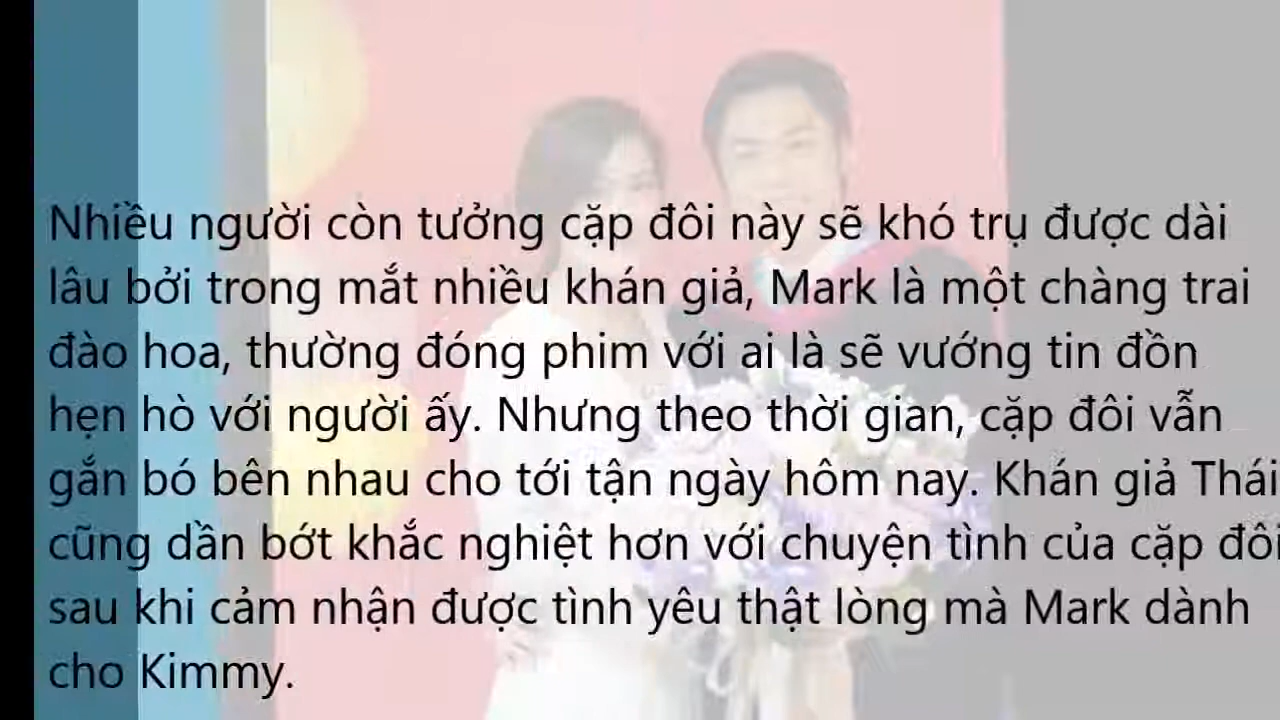 Nhiều người còn tưởng cặp đôi này sẽ khó trụ được dài
lâu bởi trong mắt nhiều khán giả, Mark là một chàng trai
đào hoa, thường đóng phim với ai là sẽ vướng tin đồn
hẹn hò với người ấy. Nhưng theo thời gian, cặp đôi vẫn
gắn bó bên nhau cho tới tận ngày hôm nay. Khán giả Thái
cũng dần bớt khắc nghiệt hơn với chuyện tình của cặp đôi
sau khi cảm nhận được tình yêu thật lòng mà Mark dành
cho Kimmy.